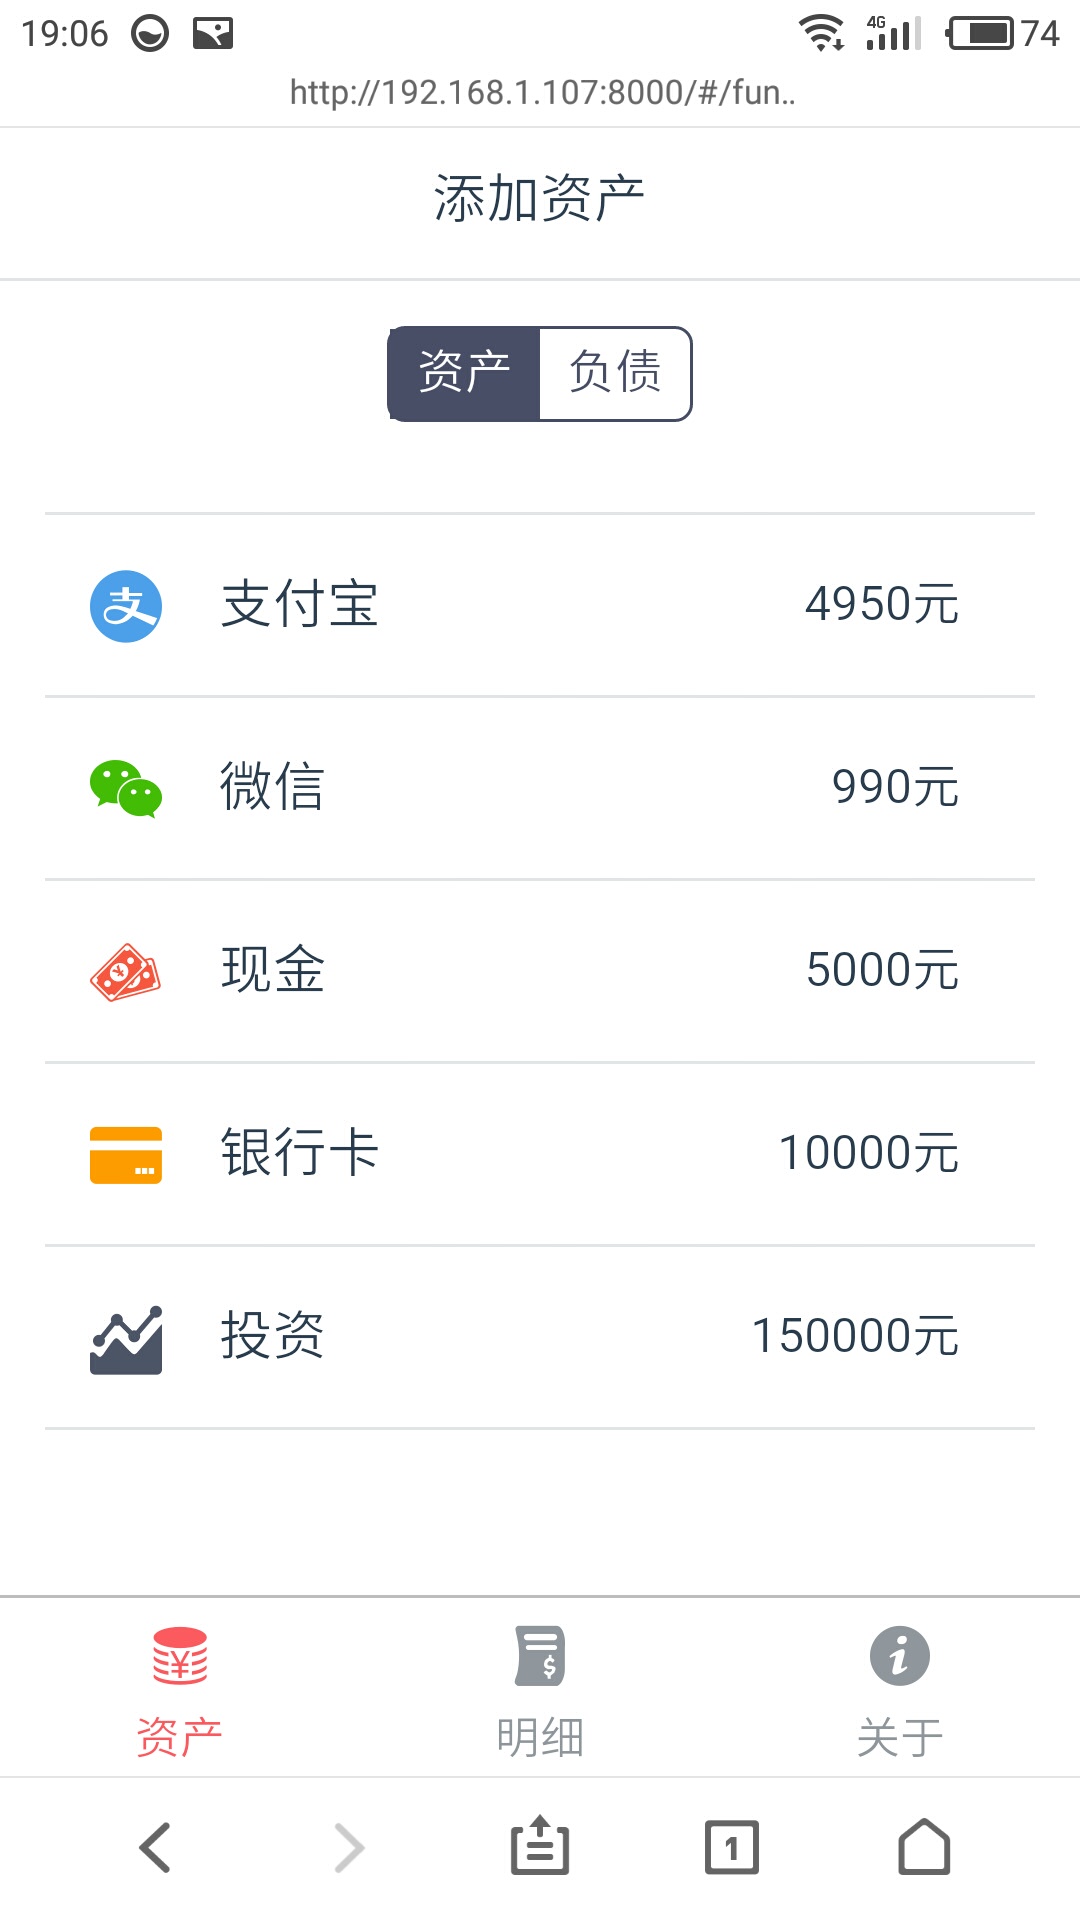 19:06 4G 74
http://192.168.1.107:8000/#/fun..
添加资产
资产 负债
支付宝 4950元
微信 990元
现金 5000元
银行卡 10000元
投资 150000元
资产 明细 关于
1